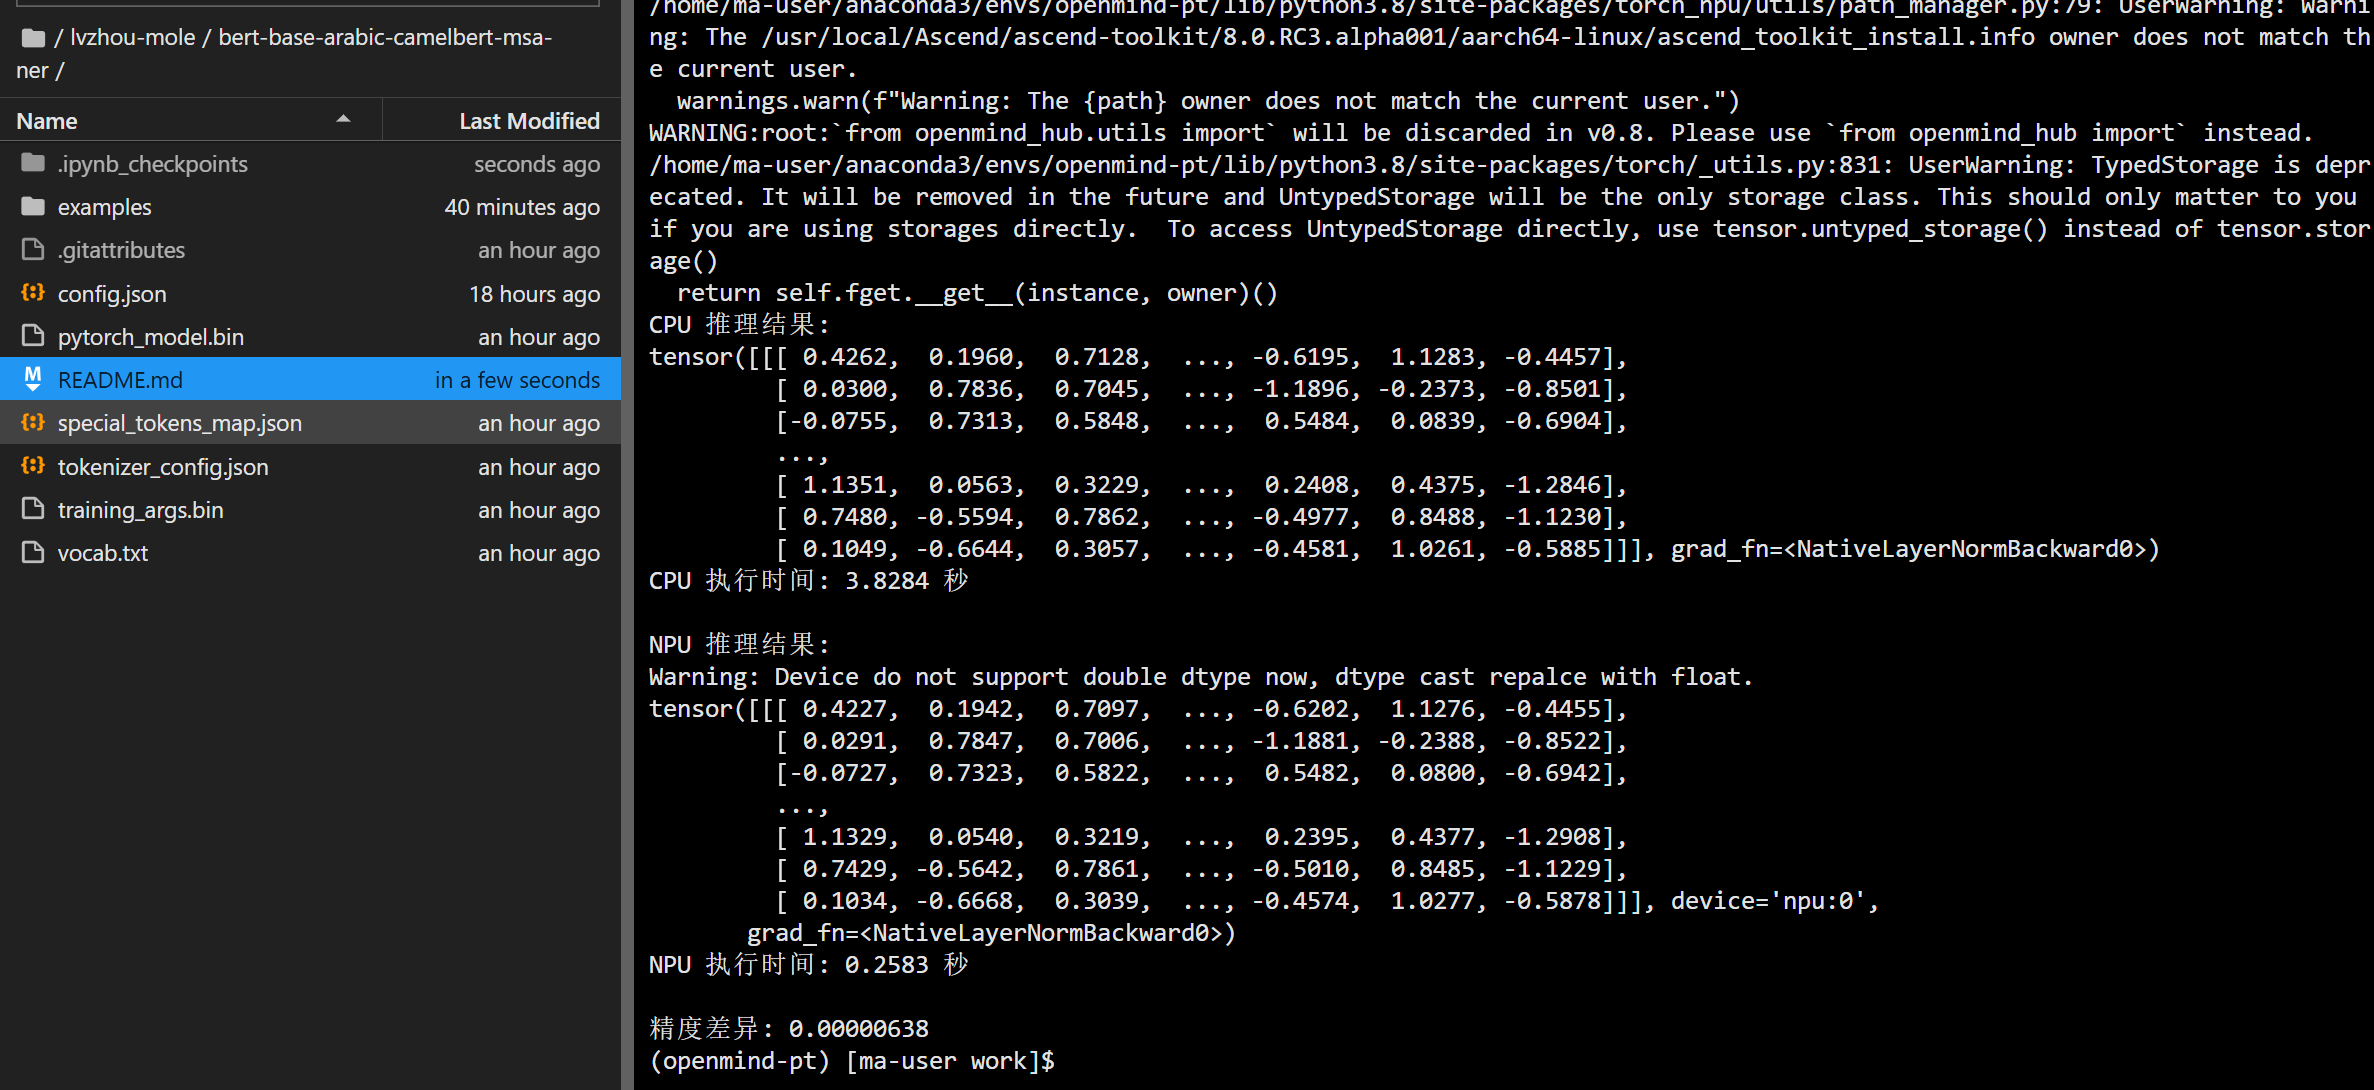 / lvzhou-mole / bert-base-arabic-camelbert-msa-
ner /
Name Last Modified
.ipynb_checkpoints seconds ago
examples 40 minutes ago
.gitattributes an hour ago
config.json 18 hours ago
pytorch_model.bin an hour ago
README.md in a few seconds
special_tokens_map.json an hour ago
tokenizer_config.json an hour ago
training_args.bin an hour ago
vocab.txt an hour ago
/home/ma-user/anaconda3/envs/openmind-pt/lib/python3.8/site-packages/torch_npu/utils/path_manager.py:79: UserWarning: Warni
ng: The /usr/local/Ascend/ascend-toolkit/8.0.RC3.alpha001/aarch64-linux/ascend_toolkit_install.info owner does not match th
e current user.
  warnings.warn(f"Warning: The {path} owner does not match the current user.")
WARNING:root:`from openmind_hub.utils import` will be discarded in v0.8. Please use `from openmind_hub import` instead.
/home/ma-user/anaconda3/envs/openmind-pt/lib/python3.8/site-packages/torch/_utils.py:831: UserWarning: TypedStorage is depr
ecated. It will be removed in the future and UntypedStorage will be the only storage class. This should only matter to you
if you are using storages directly.  To access UntypedStorage directly, use tensor.untyped_storage() instead of tensor.stor
age()
  return self.fget.__get__(instance, owner)()
CPU 推理结果:
tensor([[[ 0.4262,  0.1960,  0.7128,  ..., -0.6195,  1.1283, -0.4457],
         [ 0.0300,  0.7836,  0.7045,  ..., -1.1896, -0.2373, -0.8501],
         [-0.0755,  0.7313,  0.5848,  ...,  0.5484,  0.0839, -0.6904],
         ...,
         [ 1.1351,  0.0563,  0.3229,  ...,  0.2408,  0.4375, -1.2846],
         [ 0.7480, -0.5594,  0.7862,  ..., -0.4977,  0.8488, -1.1230],
         [ 0.1049, -0.6644,  0.3057,  ..., -0.4581,  1.0261, -0.5885]]], grad_fn=<NativeLayerNormBackward0>)
CPU 执行时间: 3.8284 秒
NPU 推理结果:
Warning: Device do not support double dtype now, dtype cast repalce with float.
tensor([[[ 0.4227,  0.1942,  0.7097,  ..., -0.6202,  1.1276, -0.4455],
         [ 0.0291,  0.7847,  0.7006,  ..., -1.1881, -0.2388, -0.8522],
         [-0.0727,  0.7323,  0.5822,  ...,  0.5482,  0.0800, -0.6942],
         ...,
         [ 1.1329,  0.0540,  0.3219,  ...,  0.2395,  0.4377, -1.2908],
         [ 0.7429, -0.5642,  0.7861,  ..., -0.5010,  0.8485, -1.1229],
         [ 0.1034, -0.6668,  0.3039,  ..., -0.4574,  1.0277, -0.5878]]], device='npu:0',
       grad_fn=<NativeLayerNormBackward0>)
NPU 执行时间: 0.2583 秒
精度差异: 0.00000638
(openmind-pt) [ma-user work]$